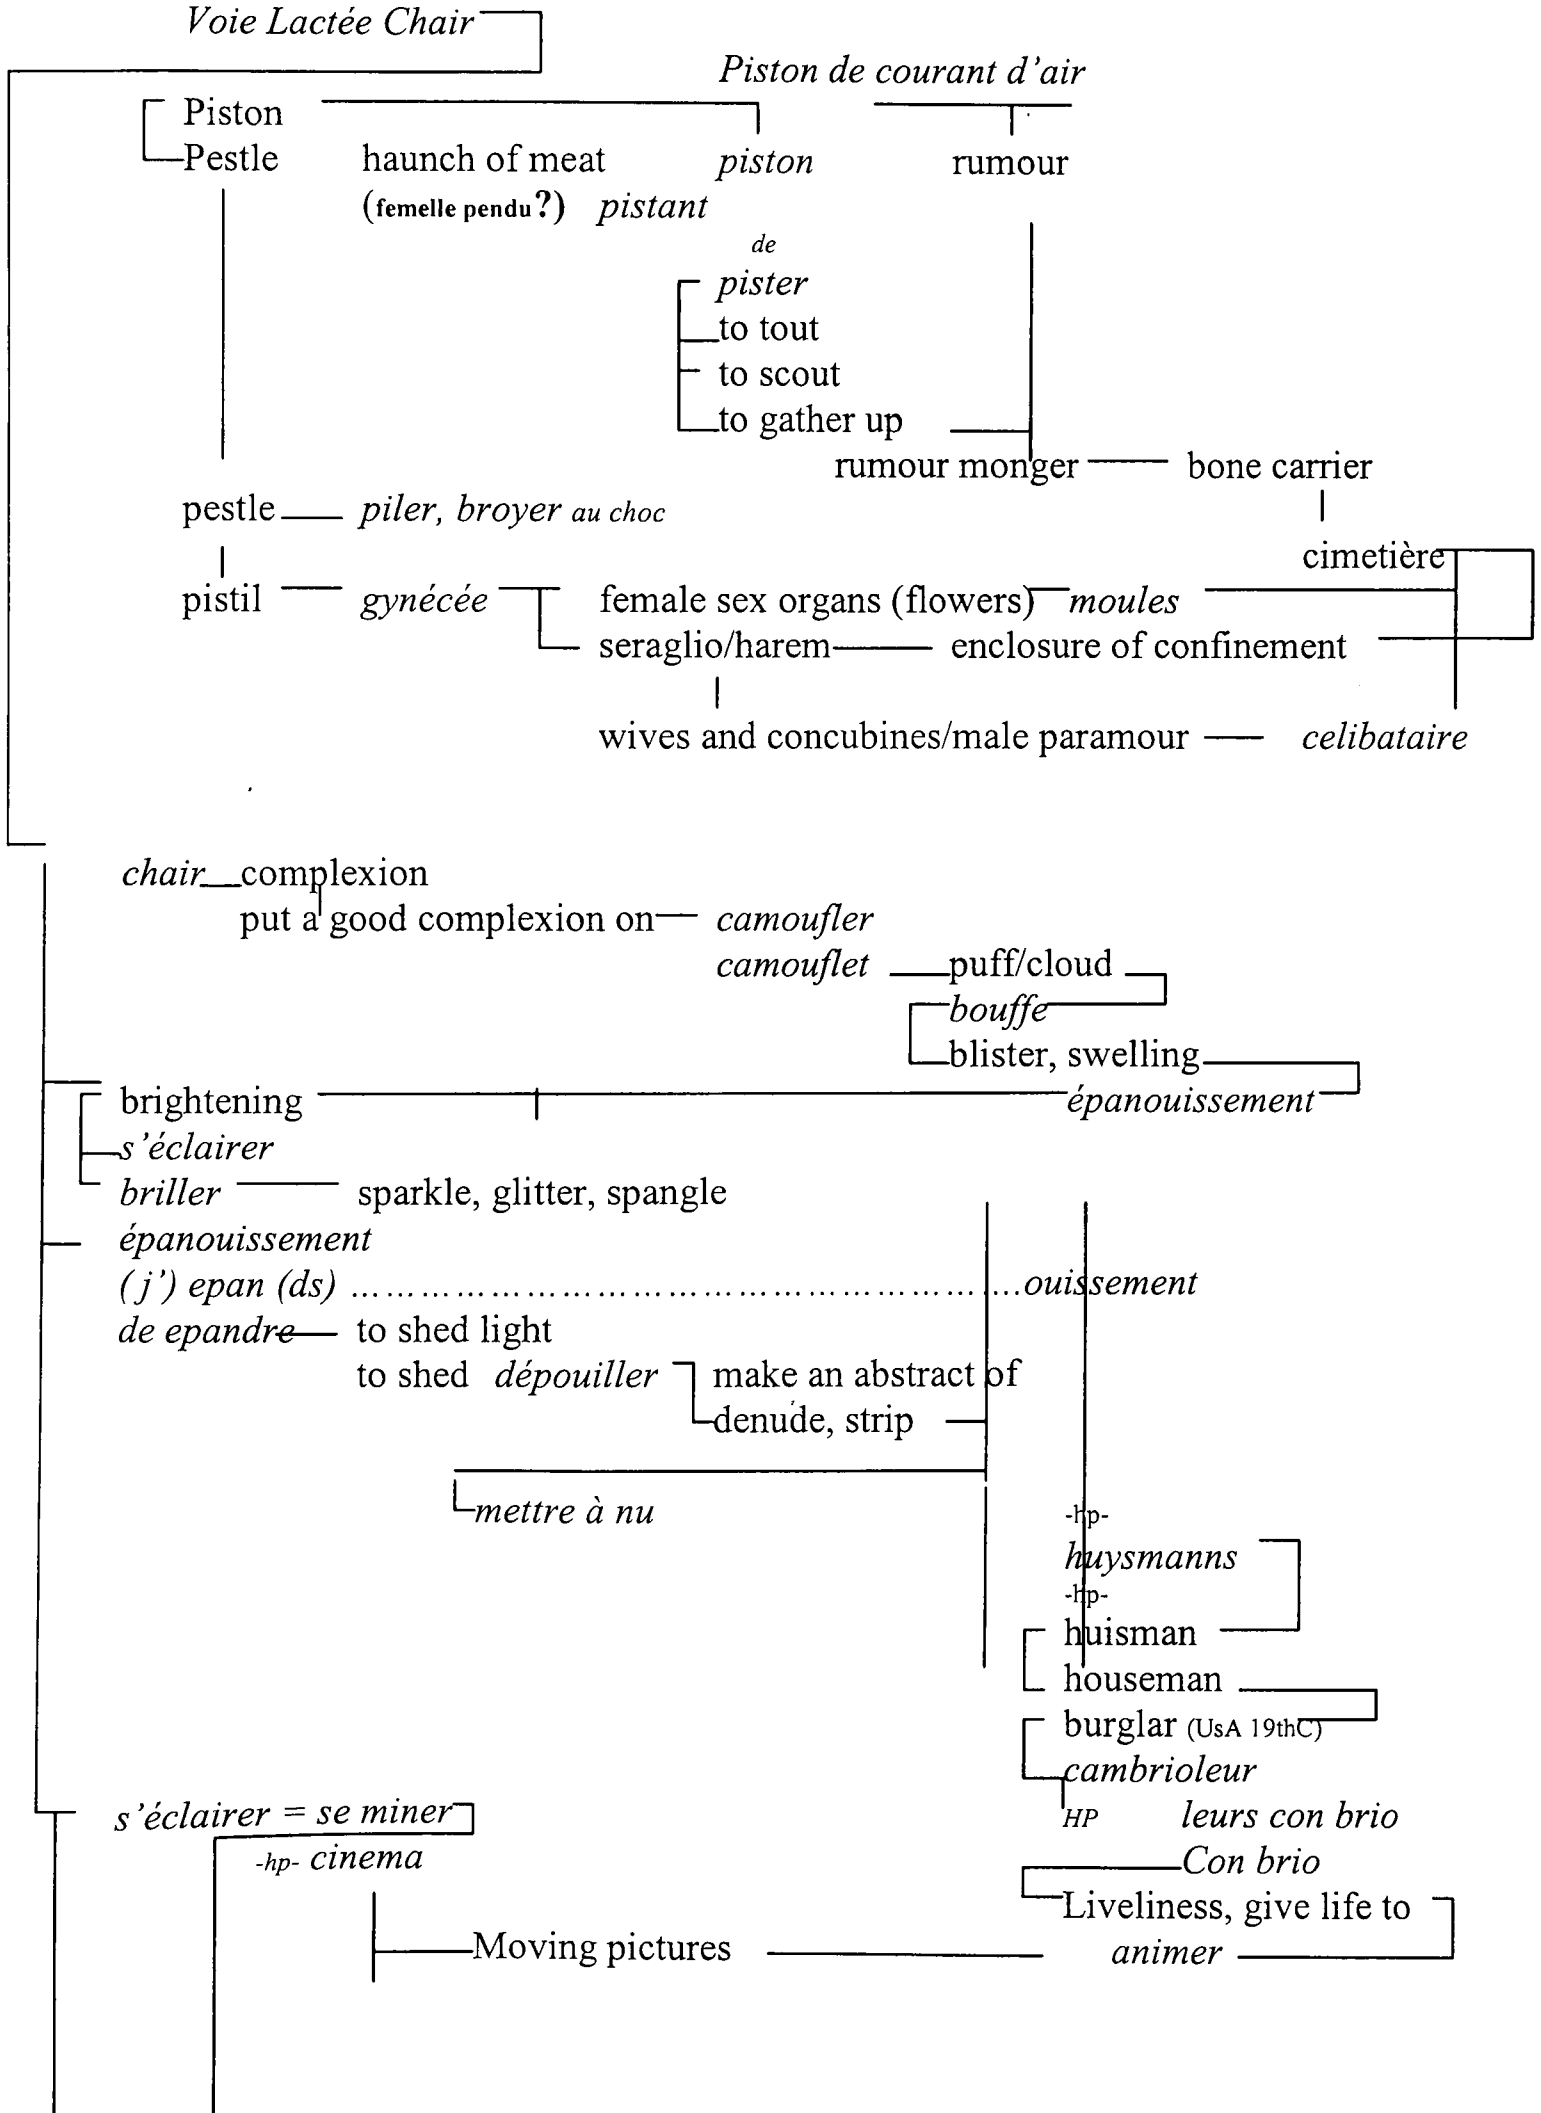 Voie Lactée Chair
Piston de courant d'air
Piston
Pestle haunch of meat piston rumour
(femelle pendu?) pistant
de
pister
to tout
to scout
to gather up
rumour monger bone carrier
pestle piler, broyer au choc
cimetière
pistil gynécée female sex organs (flowers) moules
seraglio/harem enclosure of confinement
wives and concubines/male paramour celibataire
chair complexion
put a good complexion on camoufler
camouflet puff/cloud
bouffe
blister, swelling
brightening épanouissement
s'éclairer
briller sparkle, glitter, spangle
épanouissement
(j') epan (ds) ............................................................ouissement
de epandre to shed light
to shed dépouiller make an abstract of
denude, strip
mettre à nu -hp-
huysmanns
-hp-
huisman
houseman
burglar (UsA 19thC)
cambrioleur
s'éclairer = se miner HP leurs con brio
-hp- cinema Con brio
Liveliness, give life to
Moving pictures animer